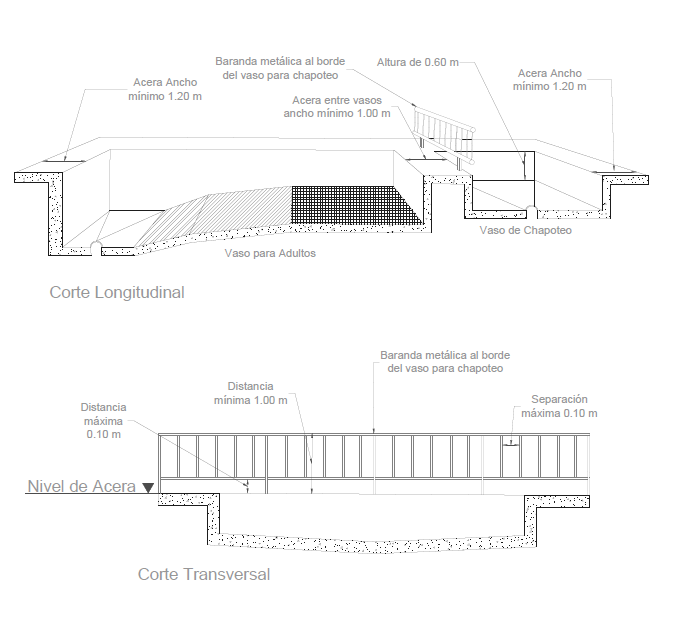 Baranda metálica al borde
del vaso para chapoteo
Altura de 0.60 m
Acera Ancho
mínimo 1.20 m
Acera Ancho
mínimo 1.20 m
Acera entre vasos
ancho mínimo 1.00 m
Vaso para Adultos
Vaso de Chapoteo
Corte Longitudinal
Baranda metálica al borde
del vaso para chapoteo
Distancia
mínima 1.00 m
Separación
máxima 0.10 m
Distancia
máxima
0.10 m
Nivel de Acera
Corte Transversal